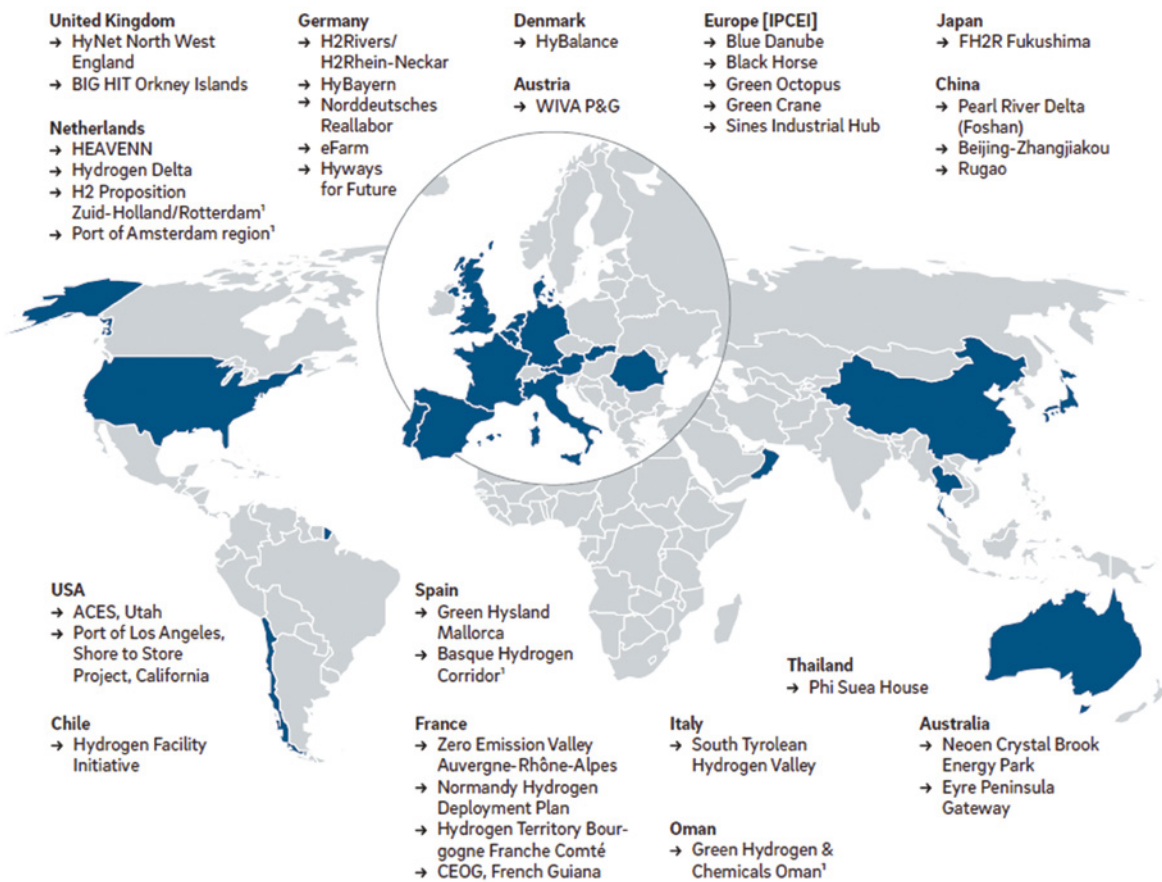 United Kingdom
→ HyNet North West
England
→ BIG HIT Orkney Islands
Netherlands
→ HEAVENN
→ Hydrogen Delta
→ H2 Proposition
Zuid-Holland/Rotterdam¹
→ Port of Amsterdam region¹
Germany
→ H2Rivers/
H2Rhein-Neckar
→ HyBayern
→ Norddeutsches
Reallabor
→ eFarm
→ Hyways
for Future
Denmark
→ HyBalance
Austria
→ WIVA P&G
Europe [IPCEI]
→ Blue Danube
→ Black Horse
→ Green Octopus
→ Green Crane
→ Sines Industrial Hub
Japan
→ FH2R Fukushima
China
→ Pearl River Delta
(Foshan)
→ Beijing-Zhangjiakou
→ Rugao
USA
→ ACES, Utah
→ Port of Los Angeles,
Shore to Store
Project, California
Chile
→ Hydrogen Facility
Initiative
Spain
→ Green Hysland
Mallorca
→ Basque Hydrogen
Corridor¹
France
→ Zero Emission Valley
Auvergne-Rhône-Alpes
→ Normandy Hydrogen
Deployment Plan
→ Hydrogen Territory Bour-
gogne Franche Comté
→ CEOG, French Guiana
Italy
→ South Tyrolean
Hydrogen Valley
Oman
→ Green Hydrogen &
Chemicals Oman¹
Thailand
→ Phi Suea House
Australia
→ Neoen Crystal Brook
Energy Park
→ Eyre Peninsula
Gateway